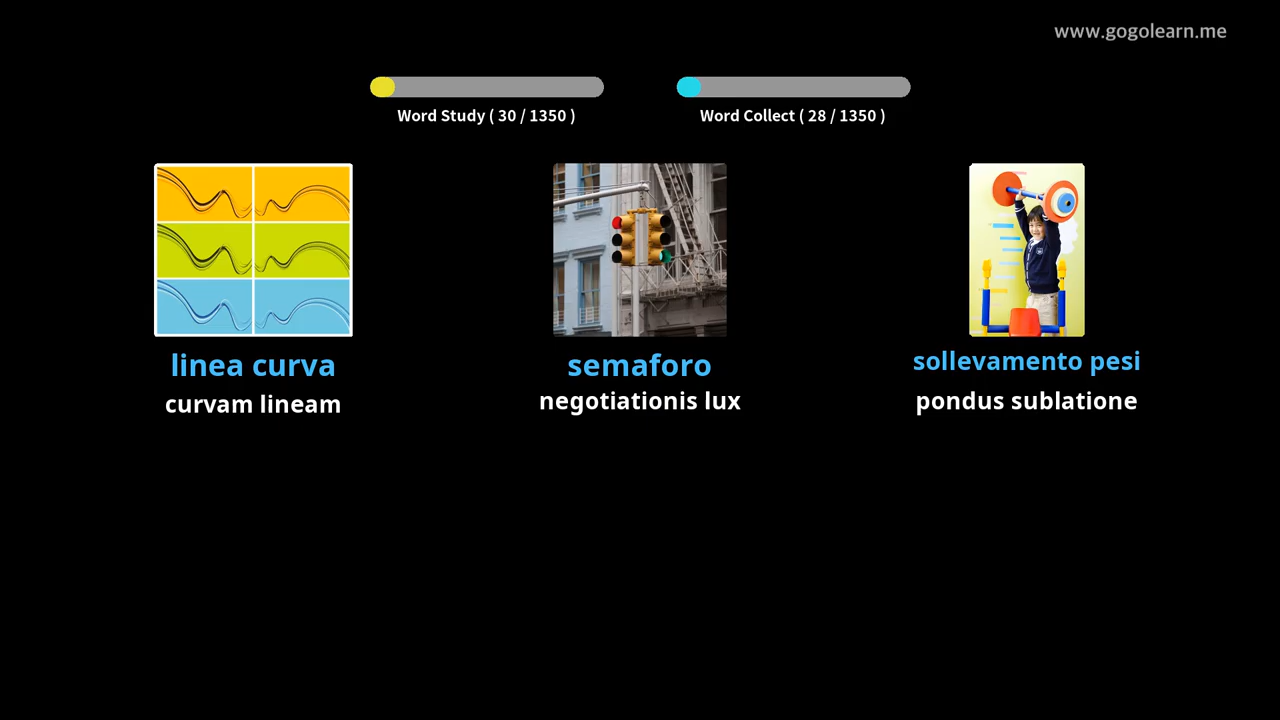 www.gogolearn.me
Word Study ( 30 / 1350 )
Word Collect ( 28 / 1350 )
linea curva
curvam lineam
semaforo
negotiationis lux
sollevamento pesi
pondus sublatione